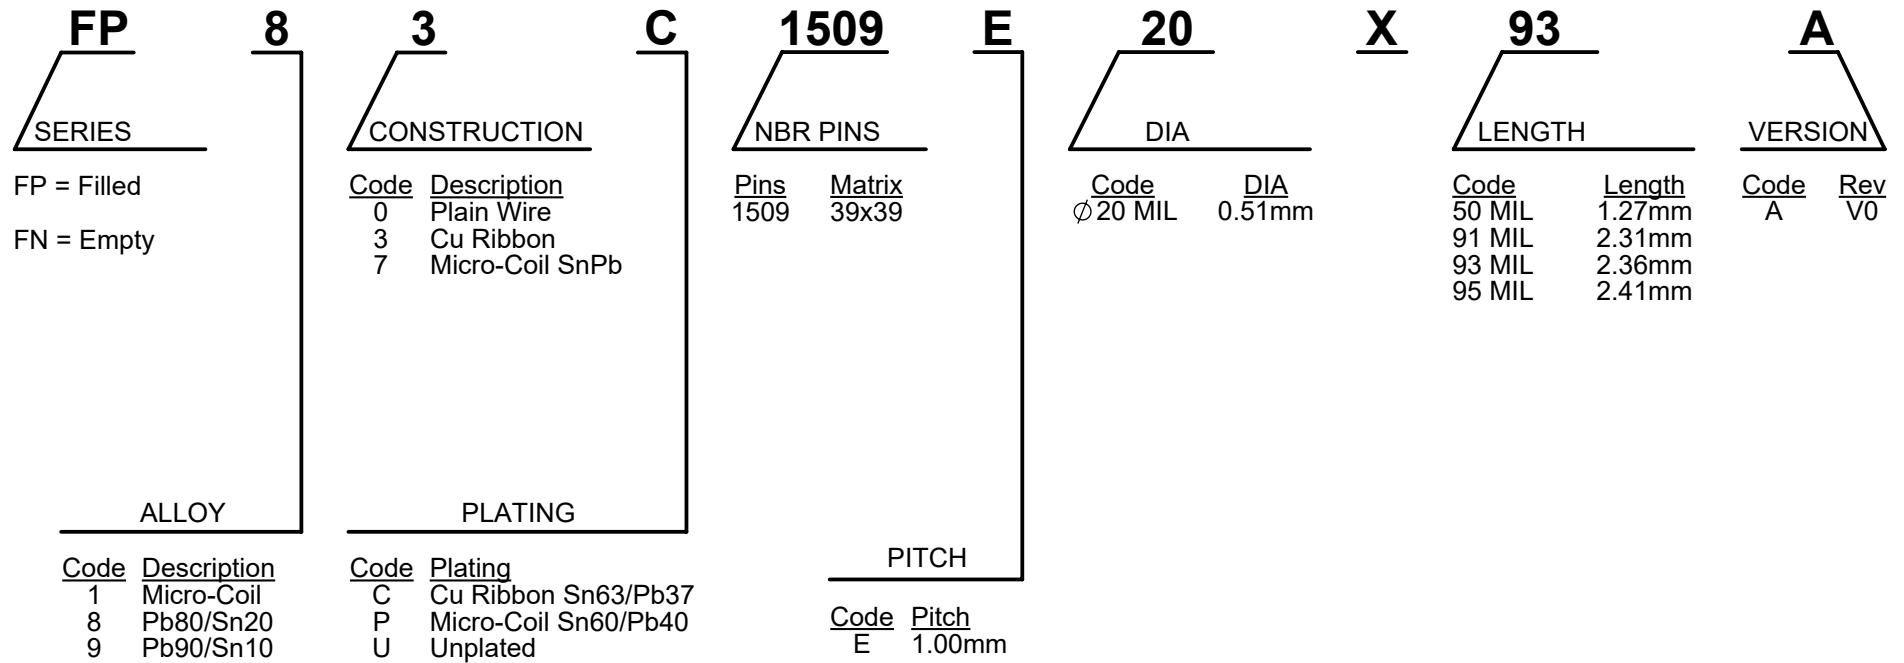 FP 8 3 C 1509 E 20 X 93 A
SERIES
FP = Filled
FN = Empty
ALLOY
Code Description
1 Micro-Coil
8 Pb80/Sn20
9 Pb90/Sn10
CONSTRUCTION
Code Description
0 Plain Wire
3 Cu Ribbon
7 Micro-Coil SnPb
PLATING
Code Plating
C Cu Ribbon Sn63/Pb37
P Micro-Coil Sn60/Pb40
U Unplated
NBR PINS
Pins Matrix
1509 39x39
PITCH
Code Pitch
E 1.00mm
DIA
Code DIA
∅20 MIL 0.51mm
LENGTH
Code Length
50 MIL 1.27mm
91 MIL 2.31mm
93 MIL 2.36mm
95 MIL 2.41mm
VERSION
Code Rev
A V0